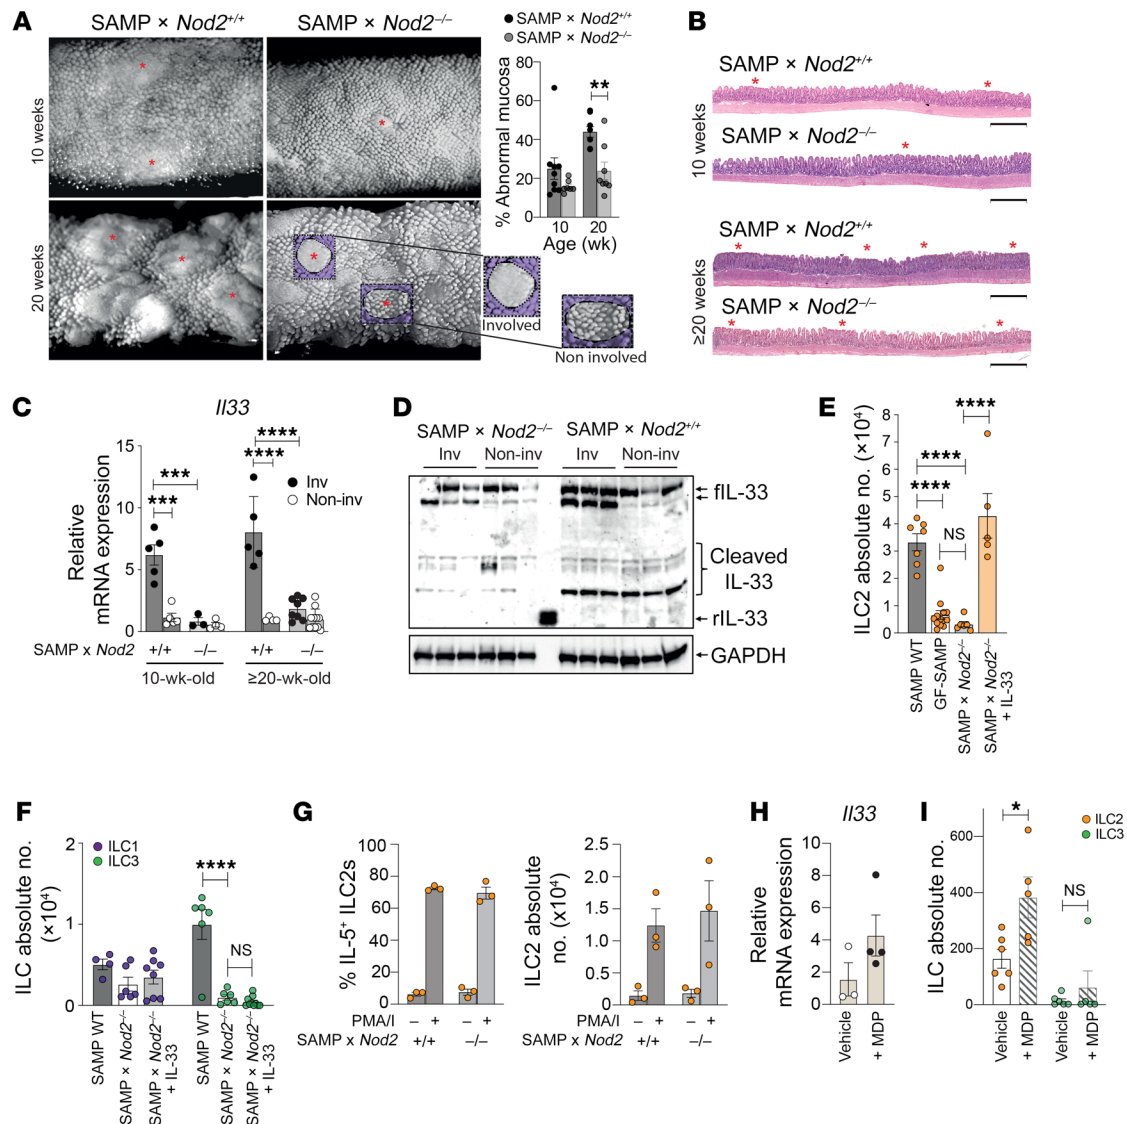 A
SAMP × Nod2+/+
SAMP × Nod2–/–
10 weeks
20 weeks
*
*
*
*
*
*
*
*
Involved
Non involved
SAMP × Nod2+/+
SAMP × Nod2–/–
% Abnormal mucosa
80
60
40
20
0
**
10
20
Age (wk)
B
10 weeks
≥20 weeks
SAMP × Nod2+/+
*
*
SAMP × Nod2–/–
*
SAMP × Nod2+/+
*
*
*
*
SAMP × Nod2–/–
*
*
*
C
Il33
Relative
mRNA expression
15
10
5
0
***
***
****
****
Inv
Non-inv
SAMP x Nod2
+/+
–/–
+/+
–/–
10-wk-old
≥20-wk-old
D
SAMP × Nod2–/–
SAMP × Nod2+/+
Inv
Non-inv
Inv
Non-inv
fIL-33
Cleaved
IL-33
rIL-33
GAPDH
E
ILC2 absolute no. (×104)
8
7
6
5
4
3
2
1
0
****
****
****
NS
SAMP WT
GF-SAMP
SAMP × Nod2–/–
SAMP × Nod2–/–
+ IL-33
F
ILC absolute no.
(×104)
2
1
0
ILC1
ILC3
****
NS
SAMP WT
SAMP × Nod2–/–
SAMP × Nod2–/–
+ IL-33
SAMP WT
SAMP × Nod2–/–
SAMP × Nod2–/–
+ IL-33
G
% IL-5+ ILC2s
100
80
60
40
20
0
– + – +
PMA/I
SAMP x Nod2
+/+
–/–
ILC2 absolute
no. (x104)
2.5
2.0
1.5
1.0
0.5
0.0
– + – +
PMA/I
SAMP x Nod2
+/+
–/–
H
Il33
Relative
mRNA expression
10
8
6
4
2
0
Vehicle
+ MDP
I
ILC absolute no.
600
400
200
0
*
NS
ILC2
ILC3
Vehicle
+ MDP
Vehicle
+ MDP